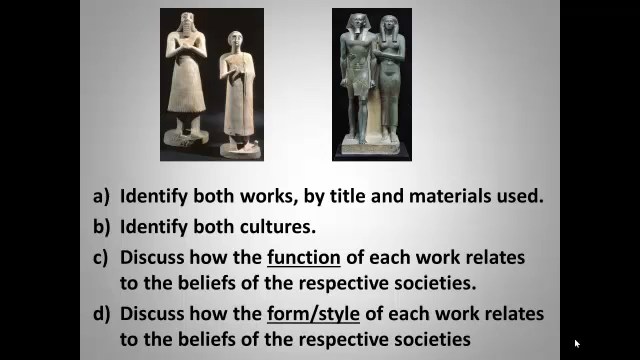 a) Identify both works, by title and materials used.
b) Identify both cultures.
c) Discuss how the function of each work relates
to the beliefs of the respective societies.
d) Discuss how the form/style of each work relates
to the beliefs of the respective societies